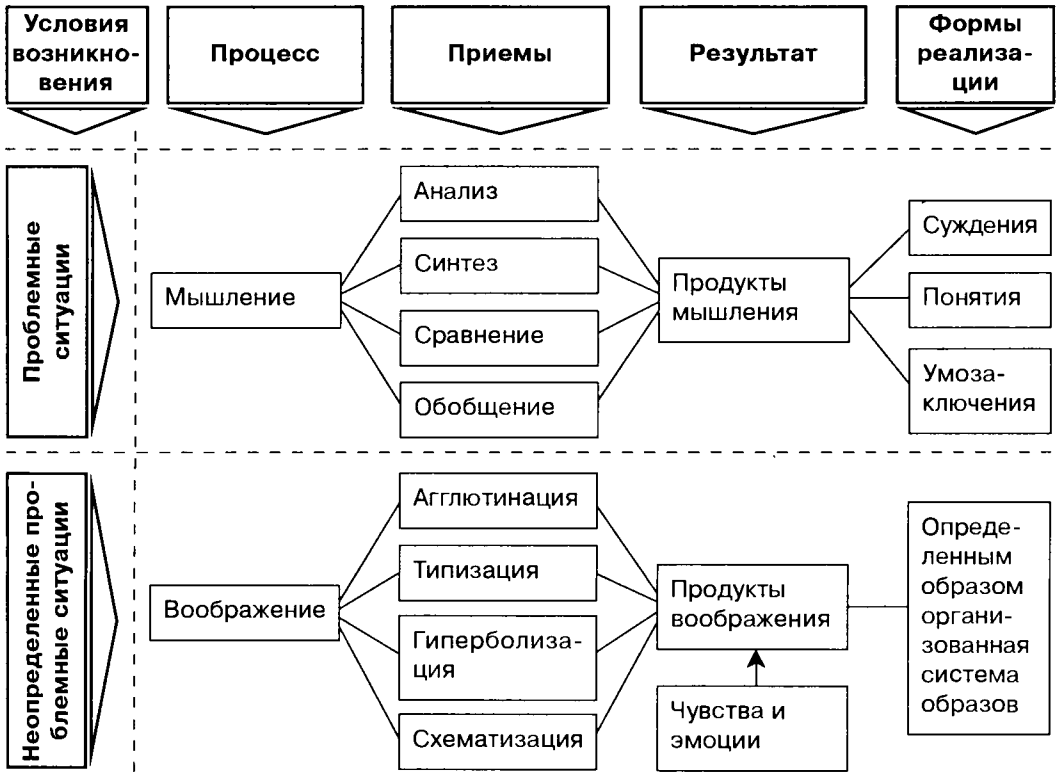 Условия
возникно-
вения
Процесс
Приемы
Результат
Формы
реализа-
ции
Проблемные
ситуации
Мышление
Анализ
Синтез
Сравнение
Обобщение
Продукты
мышления
Суждения
Понятия
Умоза-
ключения
Неопределенные про-
блемные ситуации
Воображение
Агглютинация
Типизация
Гиперболиза-
ция
Схематизация
Продукты
воображения
Чувства и
эмоции
Опреде-
ленным
образом
органи-
зованная
система
образов